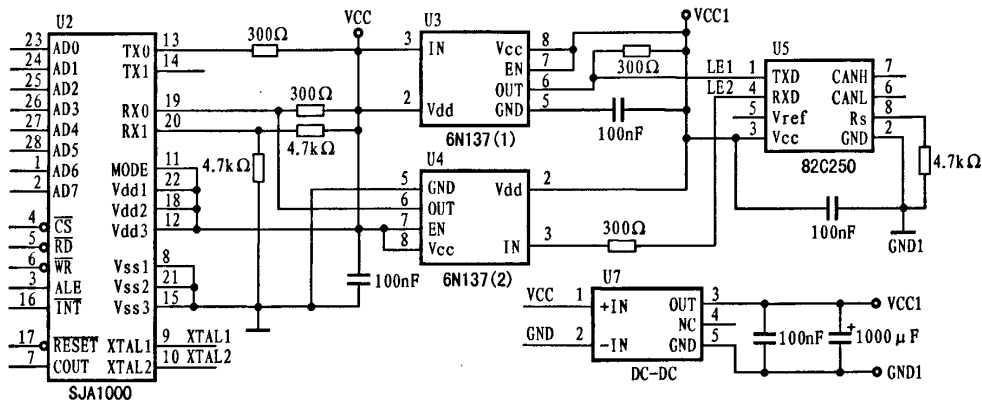 U2
23 AD0
24 AD1
25 AD2
26 AD3
27 AD4
28 AD5
1 AD6
2 AD7
4 CS
5 RD
6 WR
3 ALE
16 INT
17 RESET
7 COUT
TX0 13
TX1 14
RX0 19
RX1 20
MODE 11
Vdd1 22
Vdd2 18
Vdd3 12
Vss1 8
Vss2 21
Vss3 15
XTAL1 9 XTAL1
XTAL2 10 XTAL2
SJA1000
300Ω
300Ω
4.7kΩ
4.7kΩ
VCC
100nF
U3
3 IN
2 Vdd
Vcc 8
EN 7
OUT 6
GND 5
6N137(1)
300Ω
100nF
VCC1
U4
5 GND
6 OUT
7 EN
8 Vcc
Vdd 2
IN 3
6N137(2)
300Ω
U5
LE1 1 TXD
LE2 4 RXD
5 Vref
3 Vcc
CANH 7
CANL 6
Rs 8
GND 2
82C250
4.7kΩ
100nF
GND1
U7
VCC 1 +IN
GND 2 -IN
OUT 3
NC 4
GND 5
DC-DC
100nF
+
1000μF
VCC1
GND1